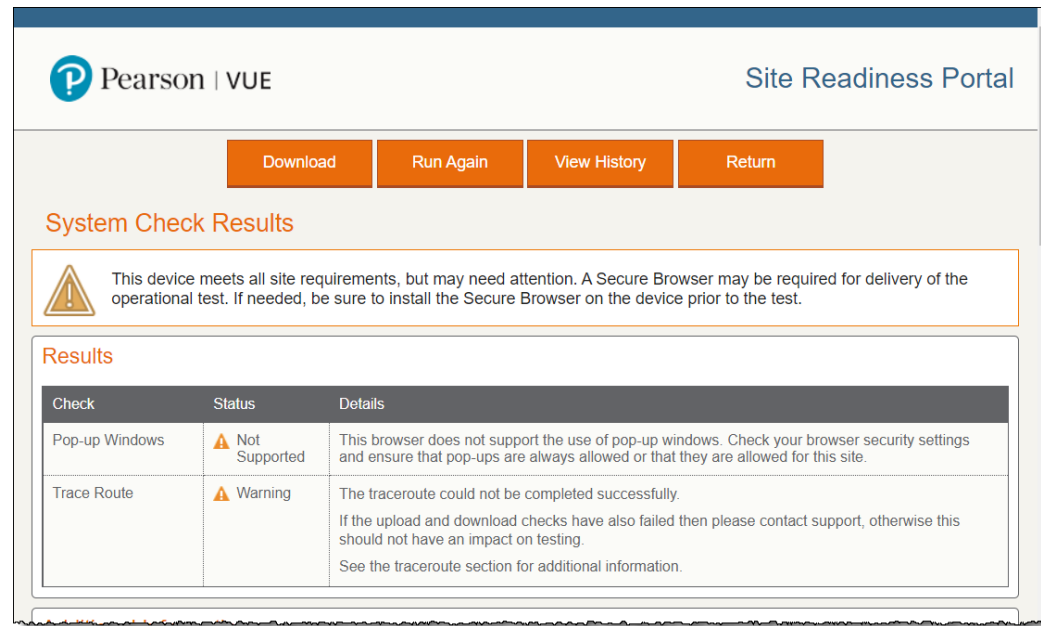 Pearson | VUE
Site Readiness Portal
Download
Run Again
View History
Return
System Check Results
This device meets all site requirements, but may need attention. A Secure Browser may be required for delivery of the
operational test. If needed, be sure to install the Secure Browser on the device prior to the test.
Results
Check Status Details
Pop-up Windows
Not
Supported
This browser does not support the use of pop-up windows. Check your browser security settings
and ensure that pop-ups are always allowed or that they are allowed for this site.
Trace Route
Warning
The traceroute could not be completed successfully.
If the upload and download checks have also failed then please contact support, otherwise this
should not have an impact on testing.
See the traceroute section for additional information.